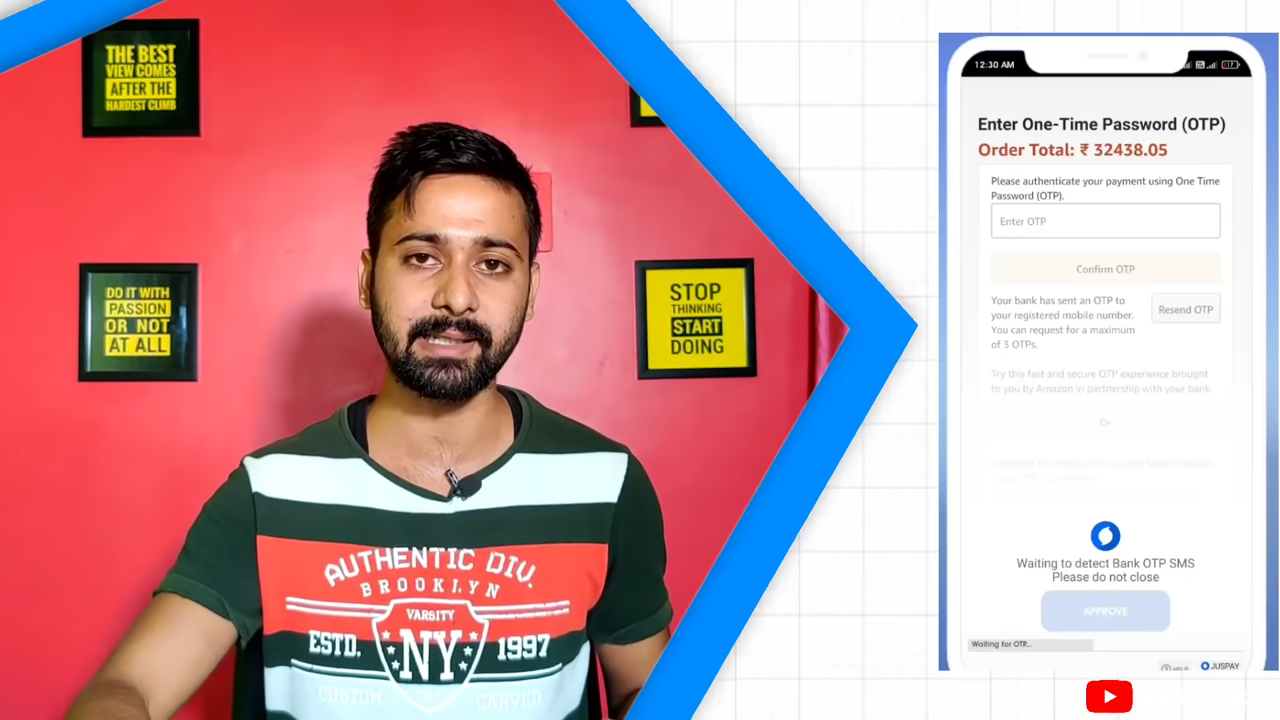 THE BEST
VIEW COMES
AFTER THE
HARDEST CLIMB
DO IT WITH
PASSION
OR NOT
AT ALL
STOP
THINKING
START
DOING
AUTHENTIC DIV.
BROOKLYN
VARSITY
ESTD. NY 1997
CUSTOM CARVED
12:30 AM
17
Enter One-Time Password (OTP)
Order Total: ₹ 32438.05
Please authenticate your payment using One Time
Password (OTP).
Enter OTP
Confirm OTP
Your bank has sent an OTP to
your registered mobile number.
You can request for a maximum
of 3 OTPs.
Resend OTP
Try this fast and secure OTP experience brought
to you by Amazon in partnership with your bank.
Or
Waiting to detect Bank OTP SMS
Please do not close
APPROVE
Waiting for OTP...
HELP
JUSPAY